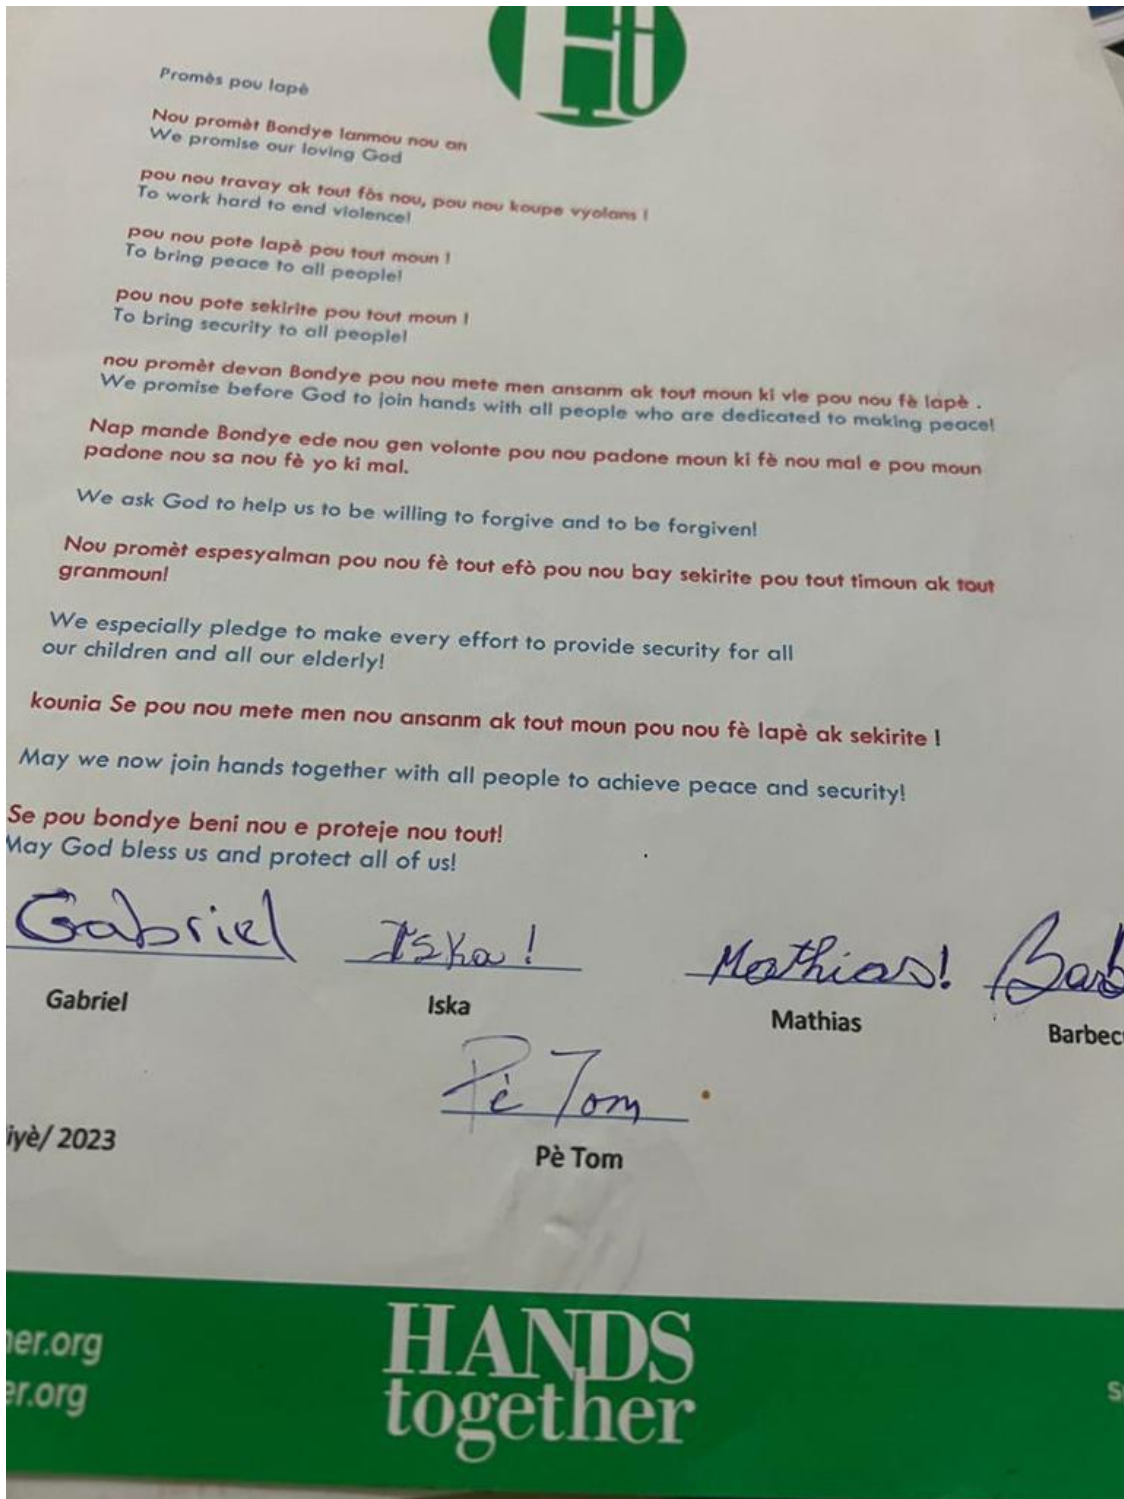 Ht
Promès pou lapè
Nou promèt Bondye lanmou nou an
We promise our loving God
pou nou travay ak tout fòs nou, pou nou koupe vyolans !
To work hard to end violence!
pou nou pote lapè pou tout moun !
To bring peace to all people!
pou nou pote sekirite pou tout moun !
To bring security to all people!
nou promèt devan Bondye pou nou mete men ansanm ak tout moun ki vle pou nou fè lapè .
We promise before God to join hands with all people who are dedicated to making peace!
Nap mande Bondye ede nou gen volonte pou nou padone moun ki fè nou mal e pou moun
padone nou sa nou fè yo ki mal.
We ask God to help us to be willing to forgive and to be forgiven!
Nou promèt espesyalman pou nou fè tout efò pou nou bay sekirite pou tout timoun ak tout
granmoun!
We especially pledge to make every effort to provide security for all
our children and all our elderly!
kounia Se pou nou mete men nou ansanm ak tout moun pou nou fè lapè ak sekirite !
May we now join hands together with all people to achieve peace and security!
Se pou bondye beni nou e proteje nou tout!
May God bless us and protect all of us!
Gabriel Iska! Mathias! Barb
Gabriel Iska Mathias Barbec
Pè Tom
iyè/ 2023
Pè Tom
HANDS
together
er.org
er.org